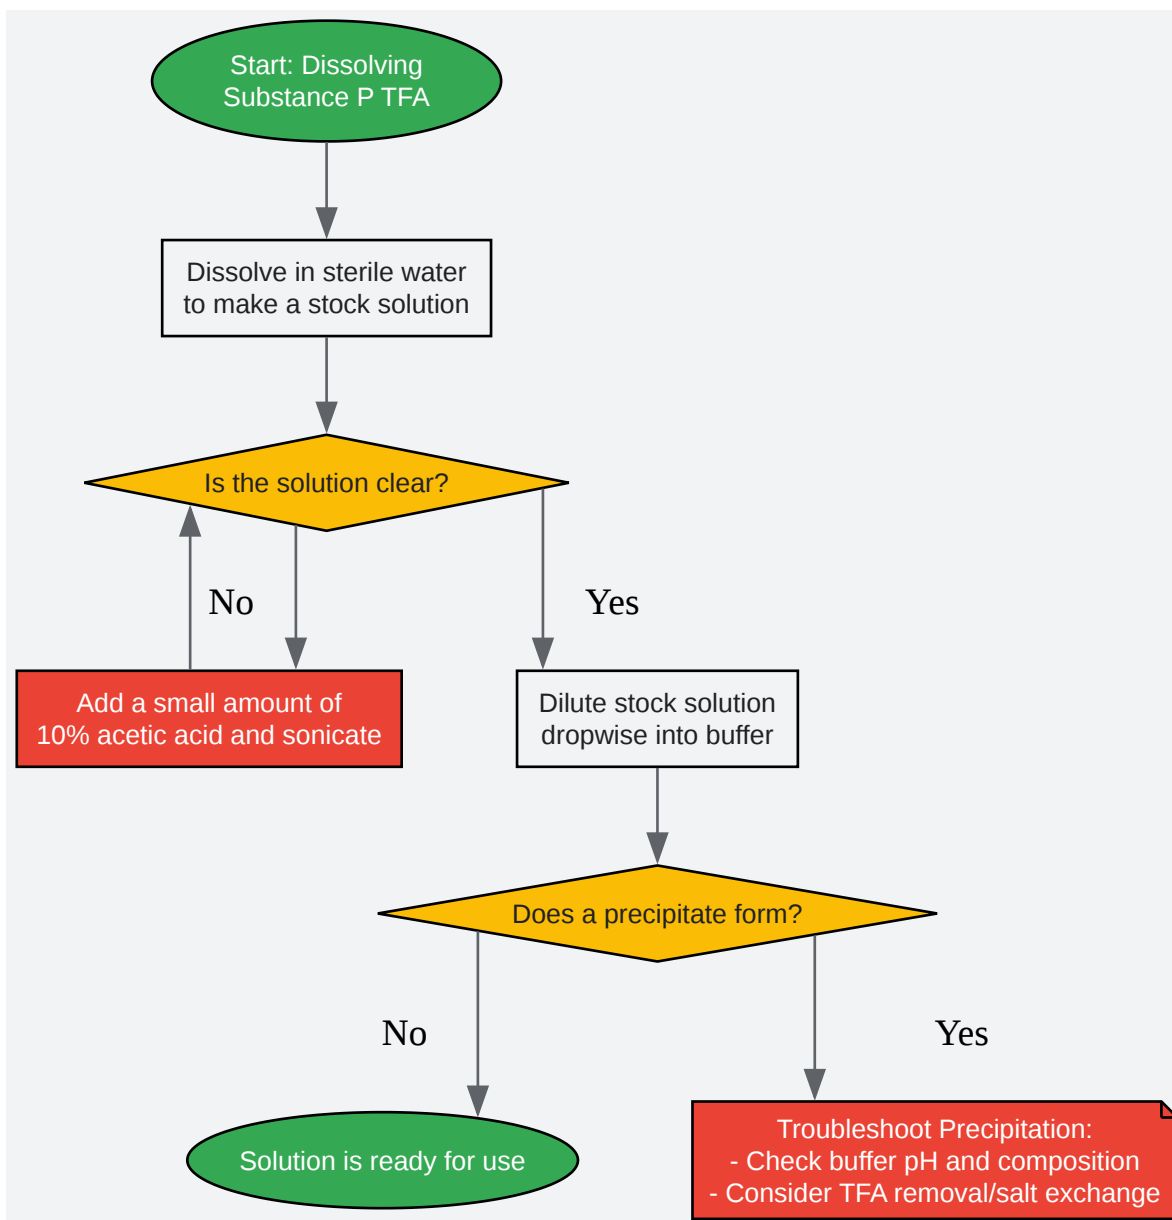 Start: Dissolving
Substance P TFA
Dissolve in sterile water
to make a stock solution
Is the solution clear?
No
Yes
Add a small amount of
10% acetic acid and sonicate
Dilute stock solution
dropwise into buffer
Does a precipitate form?
No
Yes
Solution is ready for use
Troubleshoot Precipitation:
- Check buffer pH and composition
- Consider TFA removal/salt exchange